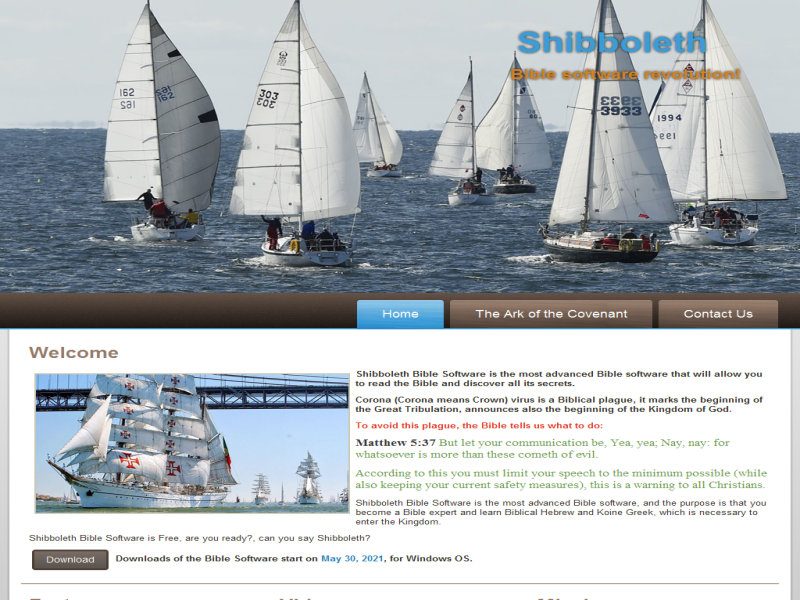 Shibboleth
Bible software revolution!
162
162
162
303
303
3933
3933
1994
Home
The Ark of the Covenant
Contact Us
Welcome
Shibboleth Bible Software is the most advanced Bible software that will allow you
to read the Bible and discover all its secrets.
Corona (Corona means Crown) virus is a Biblical plague, it marks the beginning of
the Great Tribulation, announces also the beginning of the Kingdom of God.
To avoid this plague, the Bible tells us what to do:
Matthew 5:37 But let your communication be, Yea, yea; Nay, nay: for
whatsoever is more than these cometh of evil.
According to this you must limit your speech to the minimum possible (while
also keeping your current safety measures), this is a warning to all Christians.
Shibboleth Bible Software is the most advanced Bible software, and the purpose is that you
become a Bible expert and learn Biblical Hebrew and Koine Greek, which is necessary to
enter the Kingdom.
Shibboleth Bible Software is Free, are you ready?, can you say Shibboleth?
Download
Downloads of the Bible Software start on May 30, 2021, for Windows OS.